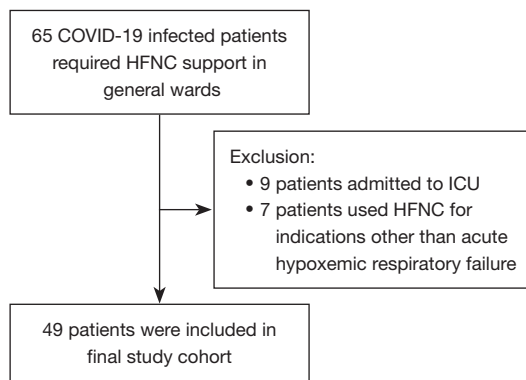 65 COVID-19 infected patients
required HFNC support in
general wards
Exclusion:
• 9 patients admitted to ICU
• 7 patients used HFNC for
indications other than acute
hypoxemic respiratory failure
49 patients were included in
final study cohort